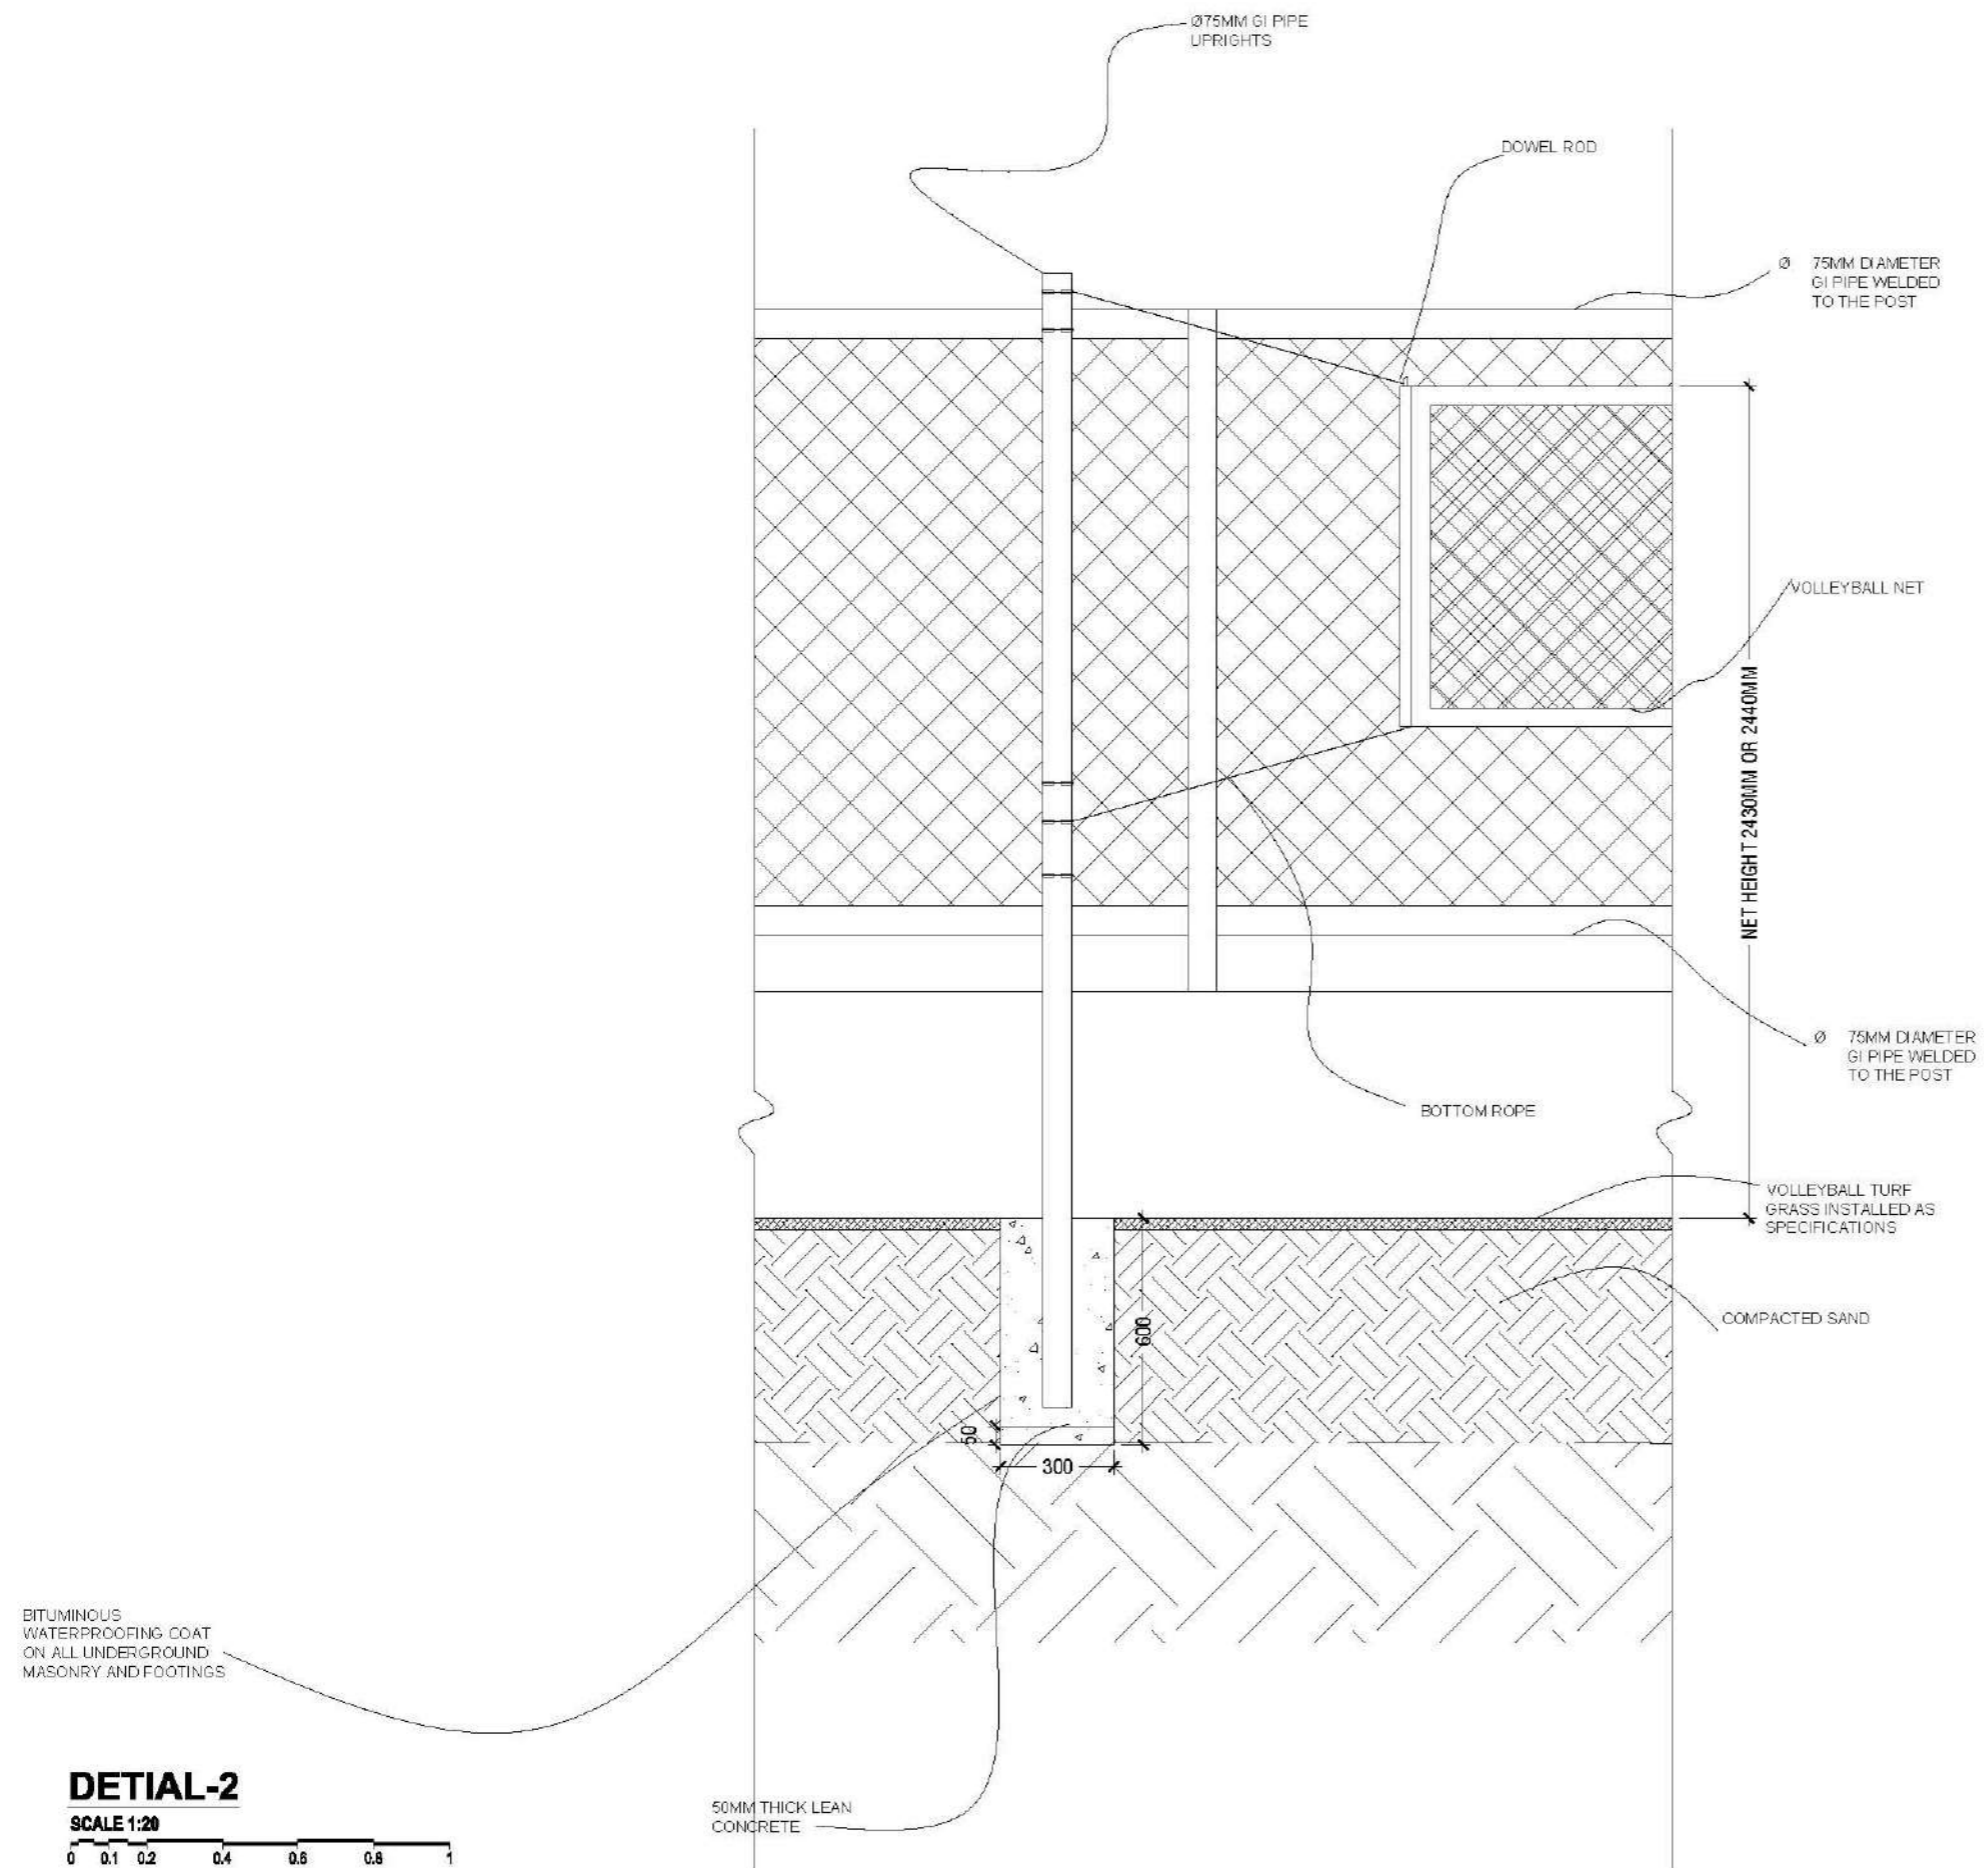 Ø75MM GI PIPE
UPRIGHTS
DOWEL ROD
Ø 75MM DIAMETER
GI PIPE WELDED
TO THE POST
VOLLEYBALL NET
NET HEIGHT 2430MM OR 2440MM
Ø 75MM DIAMETER
GI PIPE WELDED
TO THE POST
BOTTOM ROPE
VOLLEYBALL TURF
GRASS INSTALLED AS
SPECIFICATIONS
COMPACTED SAND
600
50
300
BITUMINOUS
WATERPROOFING COAT
ON ALL UNDERGROUND
MASONRY AND FOOTINGS
50MM THICK LEAN
CONCRETE
DETIAL-2
SCALE 1:20
0 0.1 0.2 0.4 0.6 0.8 1